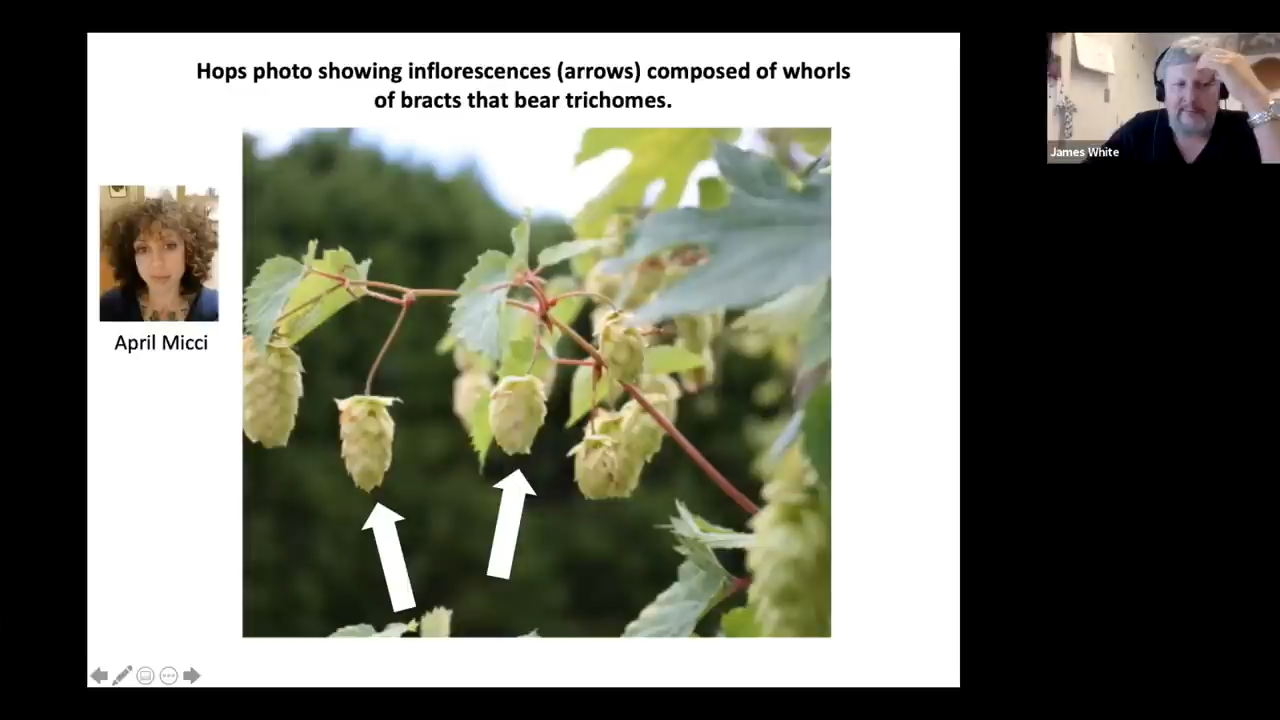 Hops photo showing inflorescences (arrows) composed of whorls
of bracts that bear trichomes.
April Micci
James White